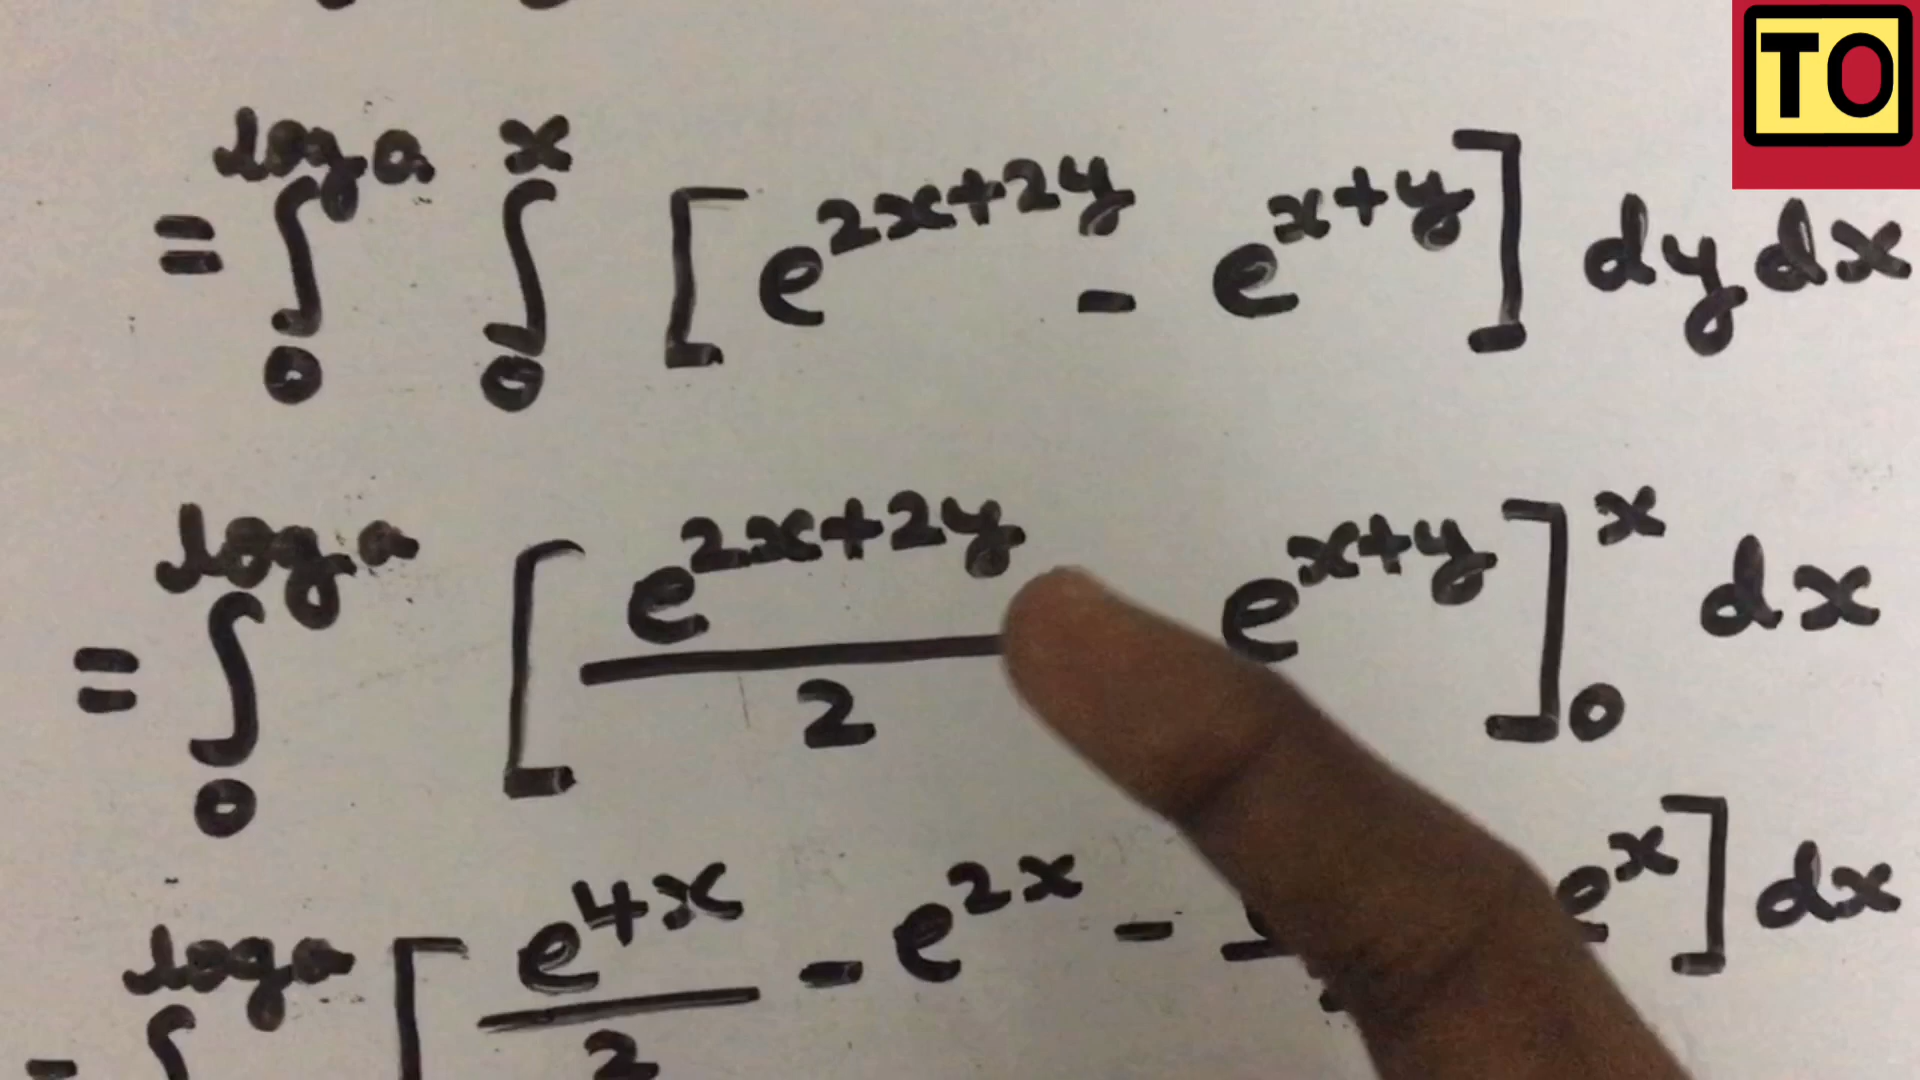 TO
= ∫₀^{log a} ∫₀^{x} [e^{2x+2y} - e^{x+y}] dy dx
= ∫₀^{log a} [e^{2x+2y}/2 e^{x+y}]₀^{x} dx
∫^{log a} [e^{4x}/2 - e^{2x} - e^{x}] dx